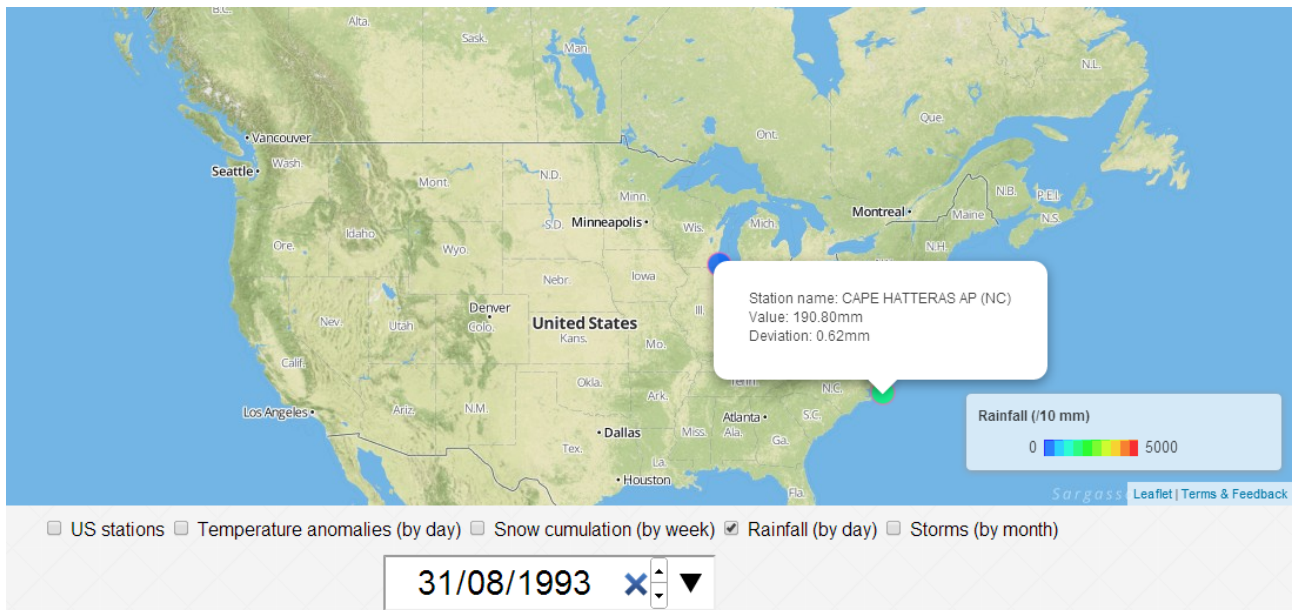 B.C.
Alta.
Sask.
Man.
Ont.
Que.
N.L.
Vancouver
Wash.
Seattle
Mont.
N.D.
Minn.
Minneapolis
S.D.
Wis.
Mich.
Montreal
Maine
N.B.
P.E.I.
N.S.
N.H.
Ore.
Idaho
Wyo.
Nebr.
Iowa
Ill.
Denver
Colo.
Nev.
Utah
United States
Kans.
Mo.
Calif.
Station name: CAPE HATTERAS AP (NC)
Value: 190.80mm
Deviation: 0.62mm
Okla.
Ark.
Tenn.
N.C.
Los Angeles
Ariz.
N.M.
Atlanta
S.C.
Dallas
Tex.
Miss.
Ala.
Ga.
La.
Houston
Fla.
Rainfall (/10 mm)
0 5000
Leaflet | Terms & Feedback
US stations Temperature anomalies (by day) Snow cumulation (by week) Rainfall (by day) Storms (by month)
31/08/1993